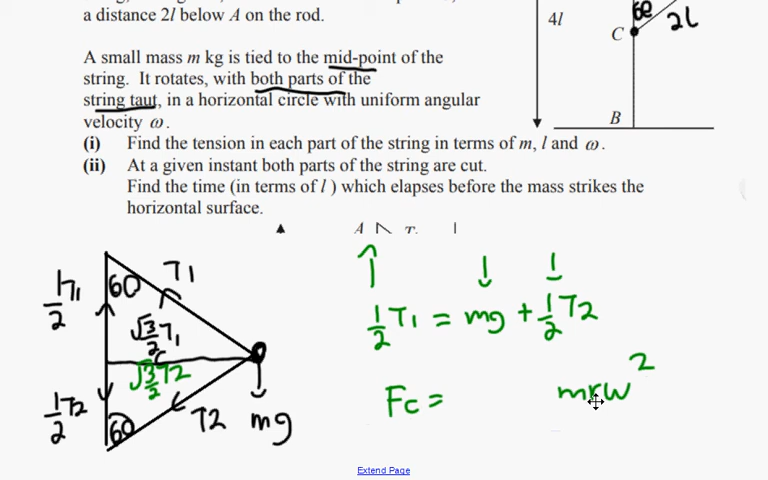 a distance 2l below A on the rod.
A small mass m kg is tied to the mid-point of the
string. It rotates, with both parts of the
string taut, in a horizontal circle with uniform angular
velocity ω.
(i) Find the tension in each part of the string in terms of m, l and ω.
(ii) At a given instant both parts of the string are cut.
Find the time (in terms of l) which elapses before the mass strikes the
horizontal surface.
4l
60
2l
C
B
60
T1
1/2 T1
√3/2 T1
√3/2 T2
1/2 T2
60
T2
mg
1/2 T1 = mg + 1/2 T2
Fc = mrw²
Extend Page